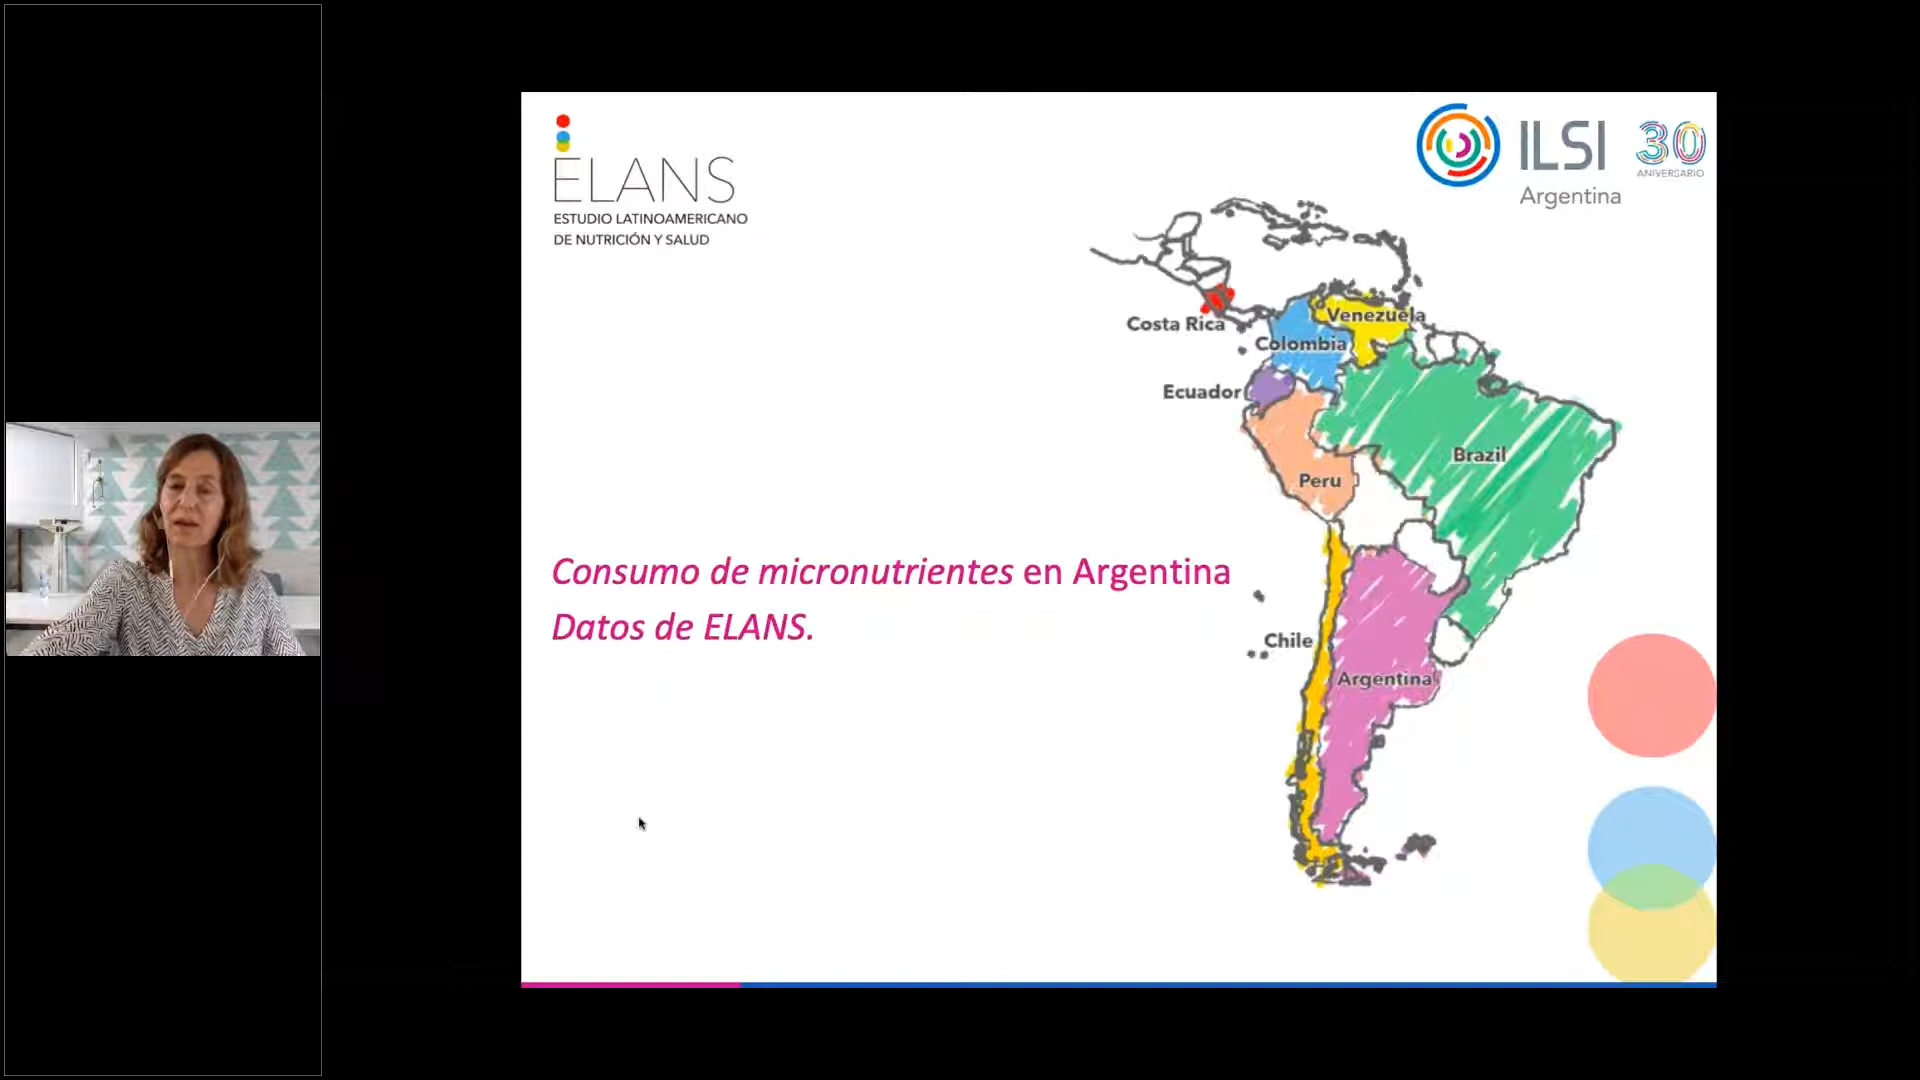 ELANS
ESTUDIO LATINOAMERICANO
DE NUTRICIÓN Y SALUD
ILSI
Argentina
30
ANIVERSARIO
Costa Rica
Venezuela
Colombia
Ecuador
Brazil
Peru
Chile
Argentina
Consumo de micronutrientes en Argentina
Datos de ELANS.